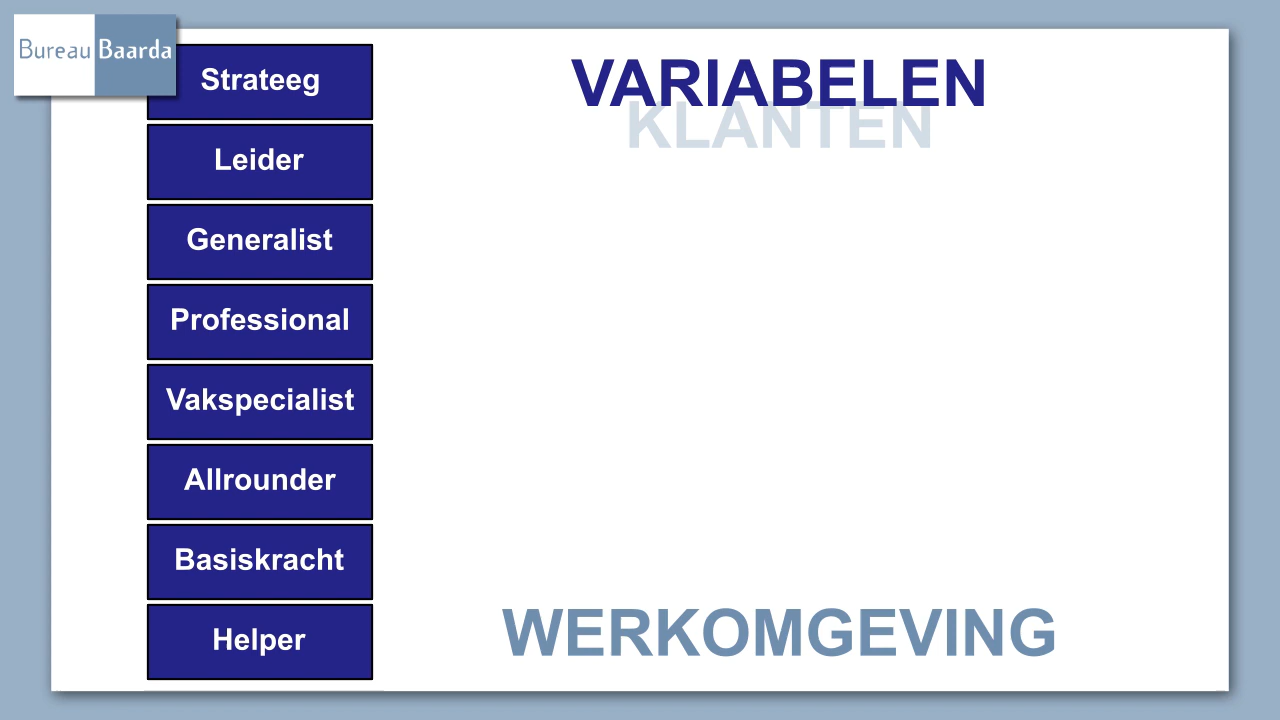 Bureau Baarda
Strateeg
Leider
Generalist
Professional
Vakspecialist
Allrounder
Basiskracht
Helper
VARIABELEN
KLANTEN
WERKOMGEVING